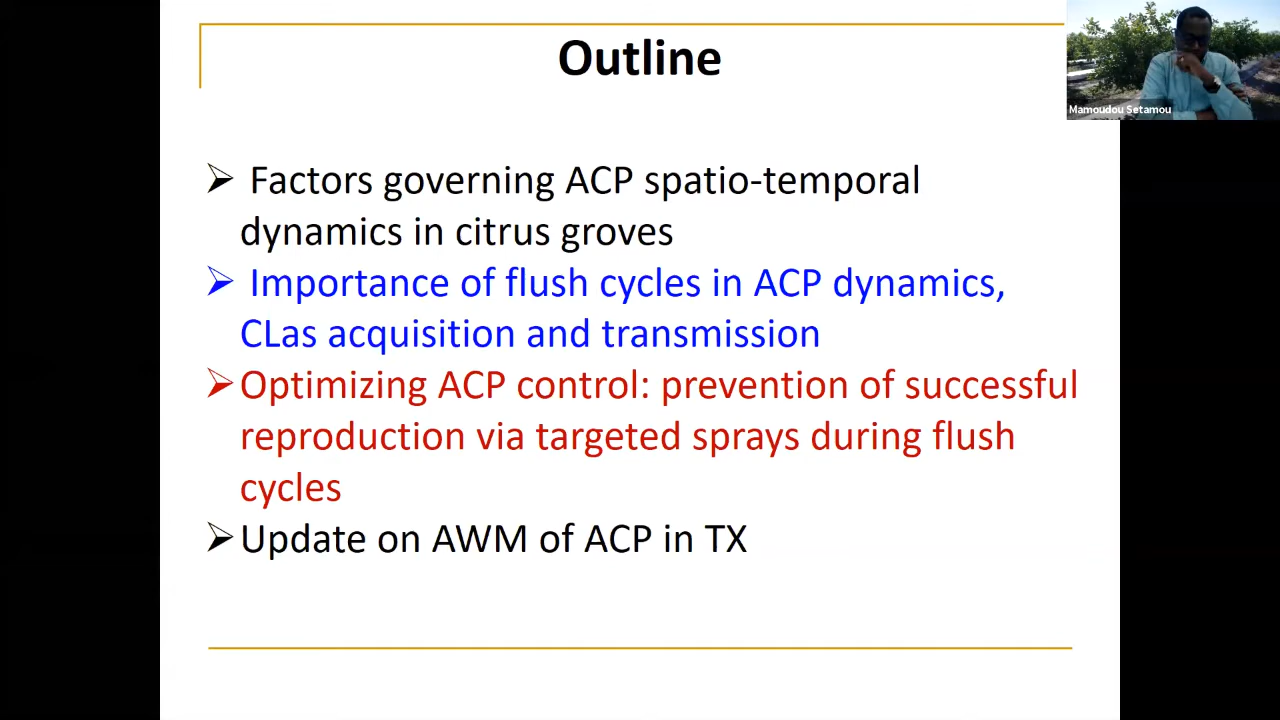 Outline
Mamoudou Setamou
➢ Factors governing ACP spatio-temporal
dynamics in citrus groves
➢ Importance of flush cycles in ACP dynamics,
CLas acquisition and transmission
➢Optimizing ACP control: prevention of successful
reproduction via targeted sprays during flush
cycles
➢Update on AWM of ACP in TX